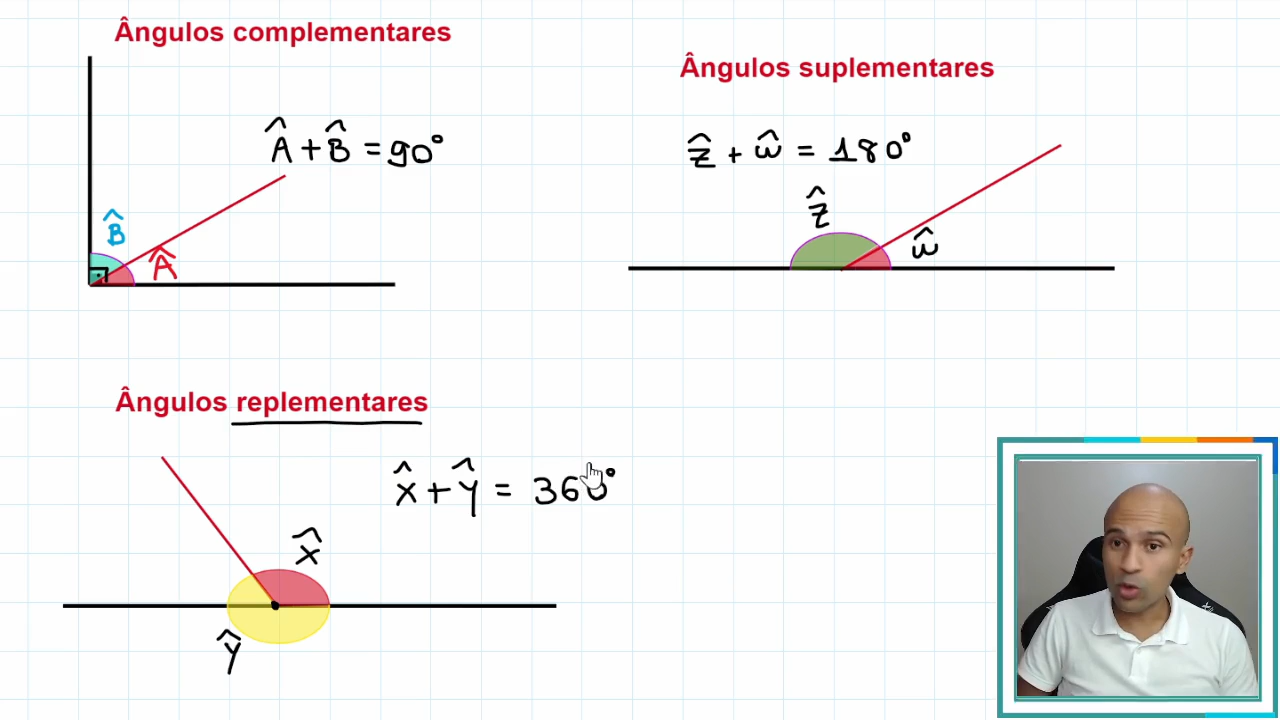 Ângulos complementares
Â + B̂ = 90°
B̂
Â
Ângulos suplementares
ẑ + ŵ = 180°
ẑ
ŵ
Ângulos replementares
x̂ + ŷ = 360°
x̂
ŷ